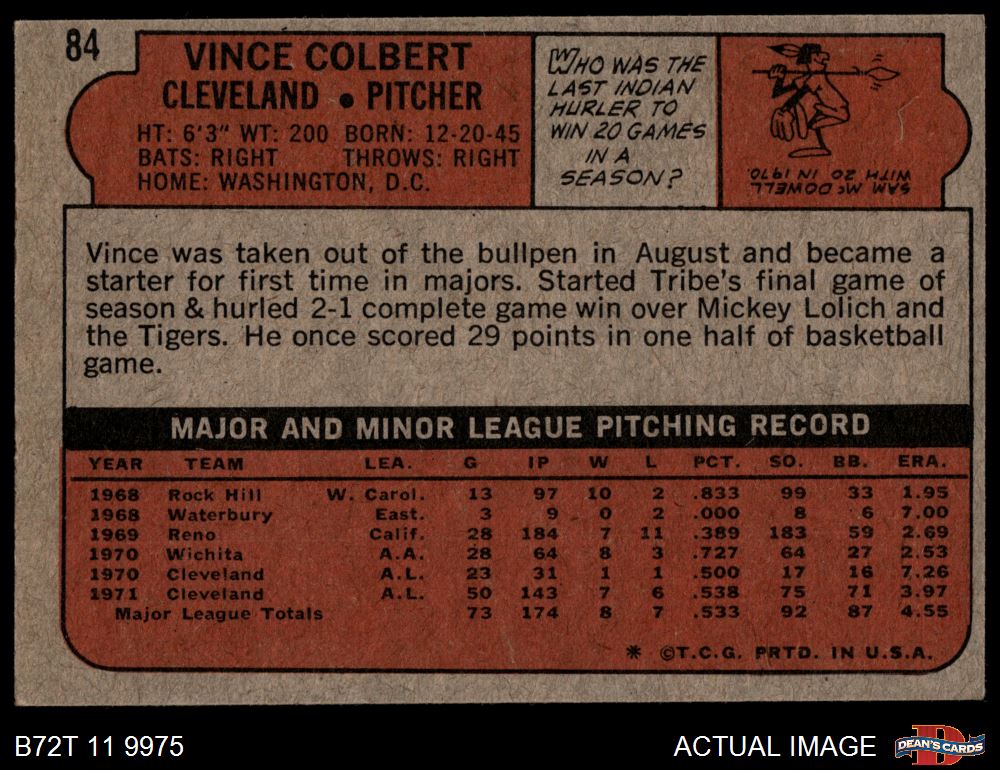 84
VINCE COLBERT
CLEVELAND • PITCHER
HT: 6'3" WT: 200 BORN: 12-20-45
BATS: RIGHT THROWS: RIGHT
HOME: WASHINGTON, D.C.
WHO WAS THE
LAST INDIAN
HURLER TO
WIN 20 GAMES
IN A
SEASON?
SAM McDOWELL
WITH 20 IN 1970.
Vince was taken out of the bullpen in August and became a
starter for first time in majors. Started Tribe's final game of
season & hurled 2-1 complete game win over Mickey Lolich and
the Tigers. He once scored 29 points in one half of basketball
game.
MAJOR AND MINOR LEAGUE PITCHING RECORD
YEAR TEAM LEA. G IP W L PCT. SO. BB. ERA.
1968 Rock Hill W. Carol. 13 97 10 2 .833 99 33 1.95
1968 Waterbury East. 3 9 0 2 .000 8 6 7.00
1969 Reno Calif. 28 184 7 11 .389 183 59 2.69
1970 Wichita A.A. 28 64 8 3 .727 64 27 2.53
1970 Cleveland A.L. 23 31 1 1 .500 17 16 7.26
1971 Cleveland A.L. 50 143 7 6 .538 75 71 3.97
Major League Totals 73 174 8 7 .533 92 87 4.55
* ©T.C.G. PRTD. IN U.S.A.
B72T 11 9975
ACTUAL IMAGE
DEAN'S CARDS